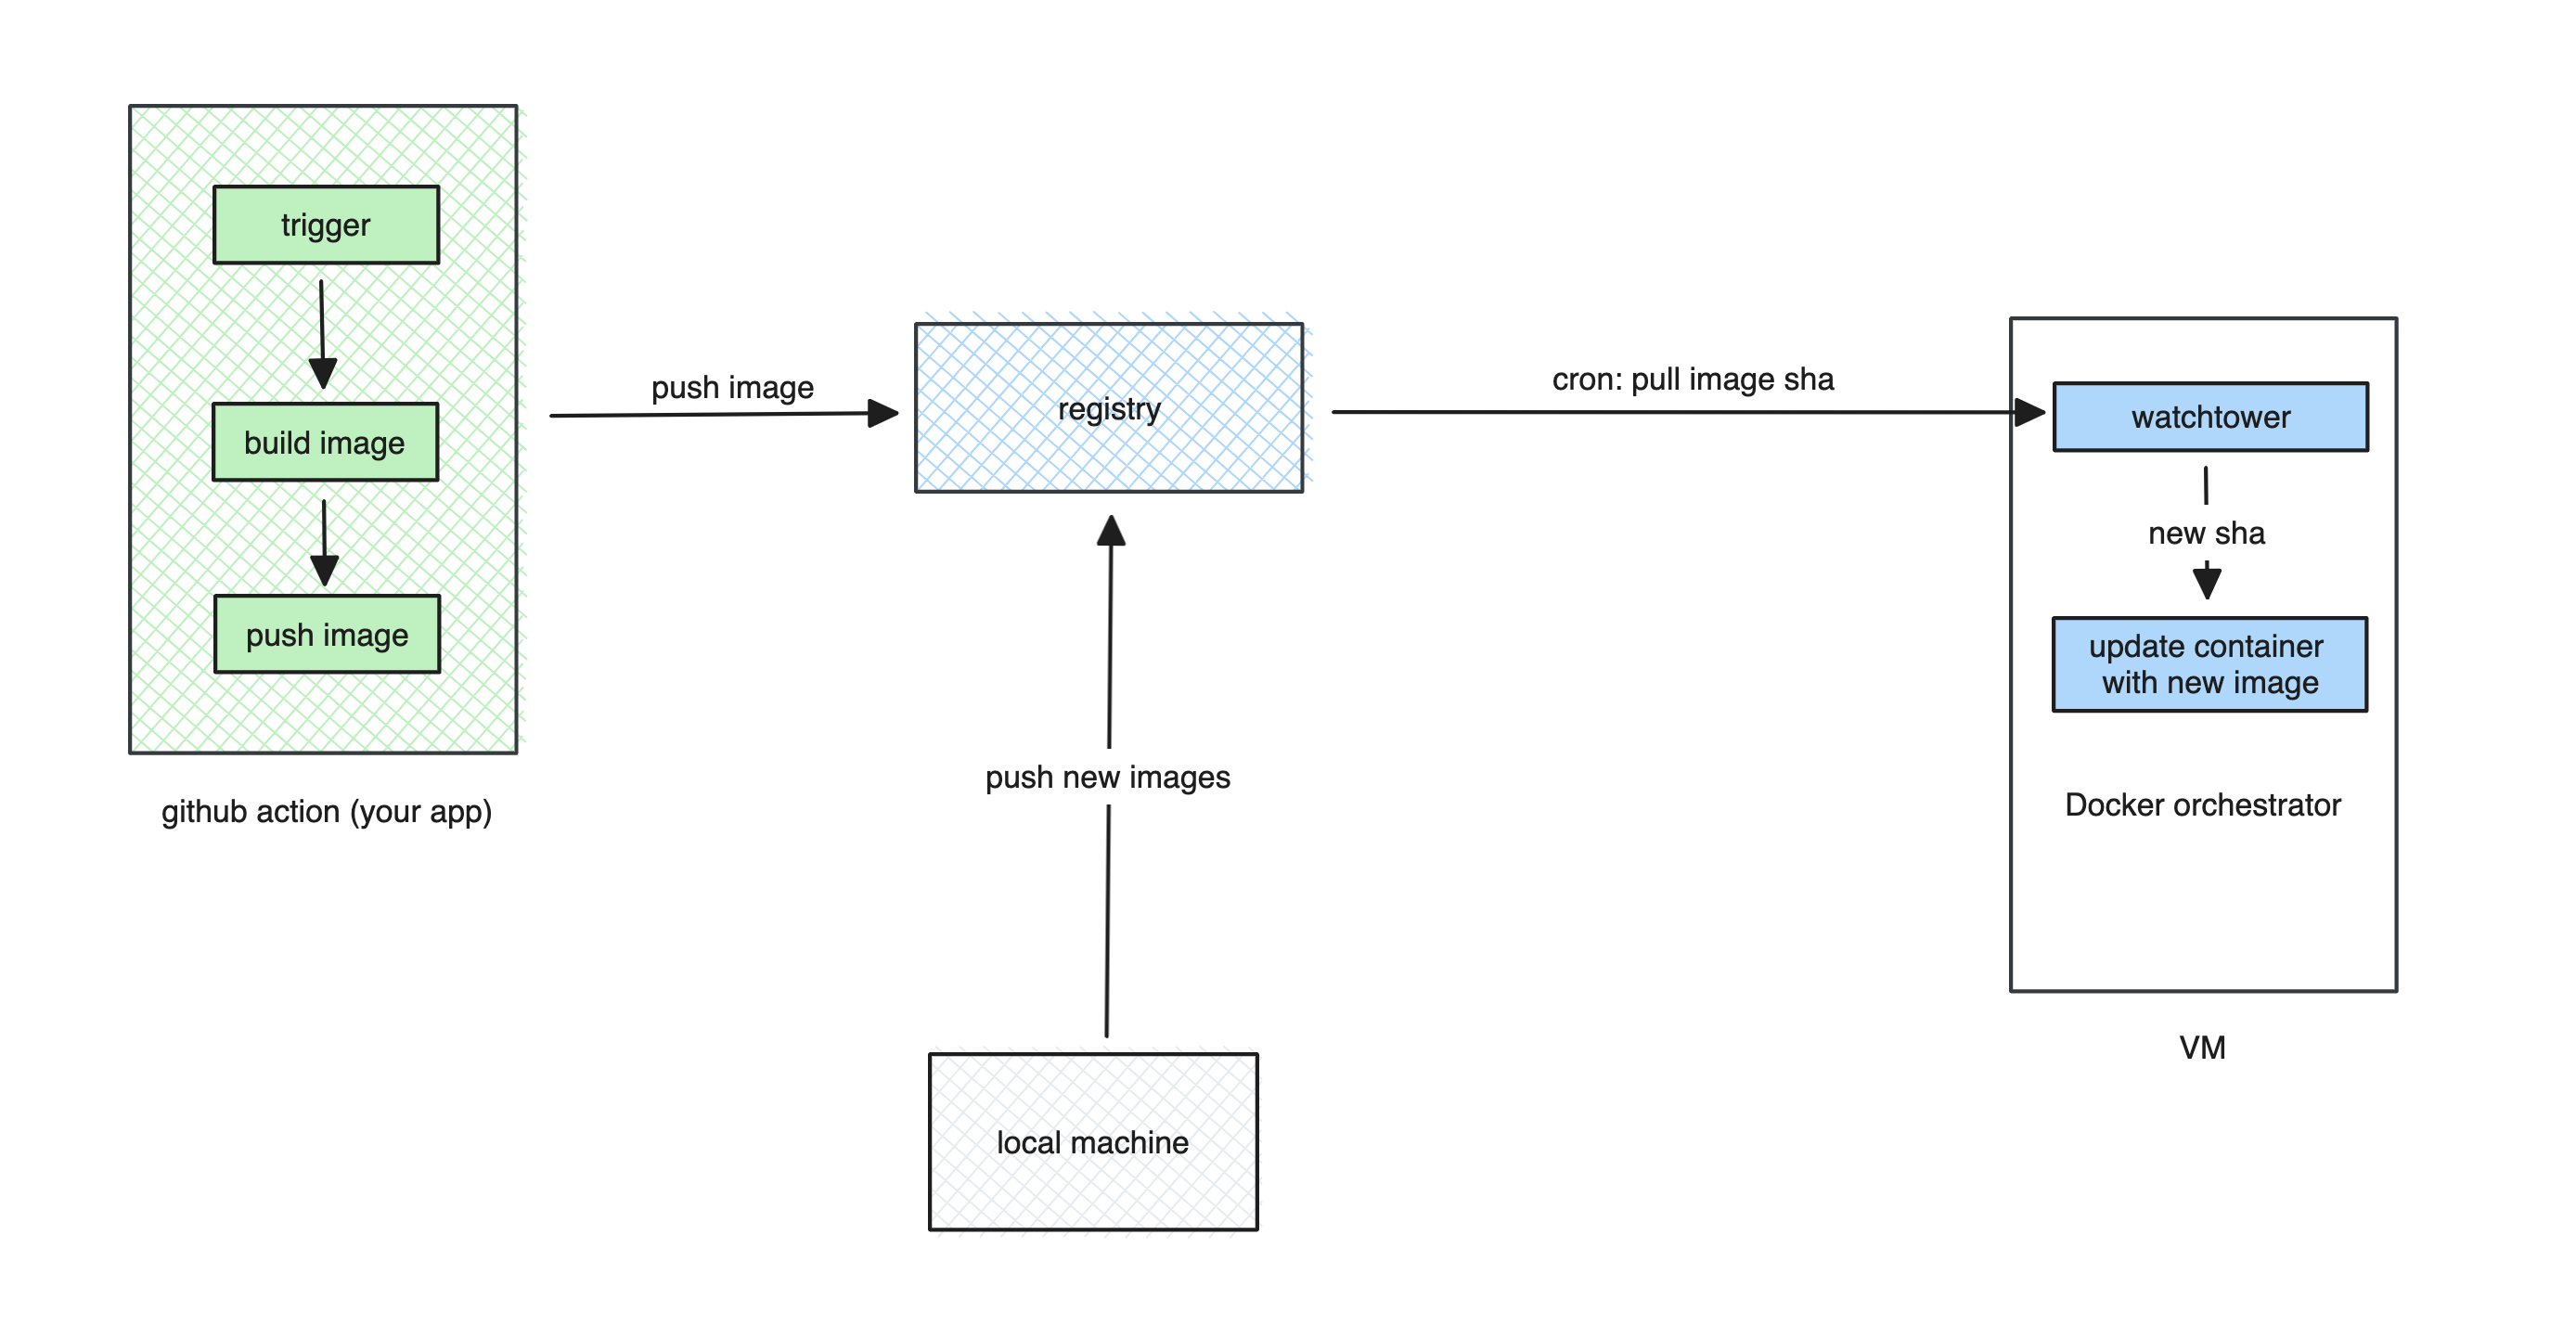 trigger
build image
push image
github action (your app)
push image
registry
push new images
local machine
cron: pull image sha
watchtower
new sha
update container
with new image
Docker orchestrator
VM